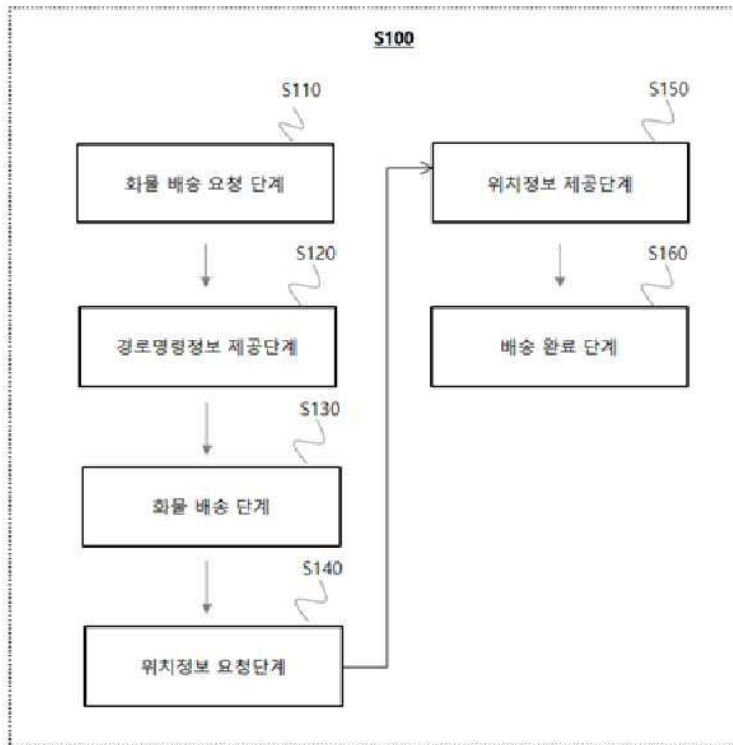 S100
S110
화물 배송 요청 단계
S120
경로명령정보 제공단계
S130
화물 배송 단계
S140
위치정보 요청단계
S150
위치정보 제공단계
S160
배송 완료 단계